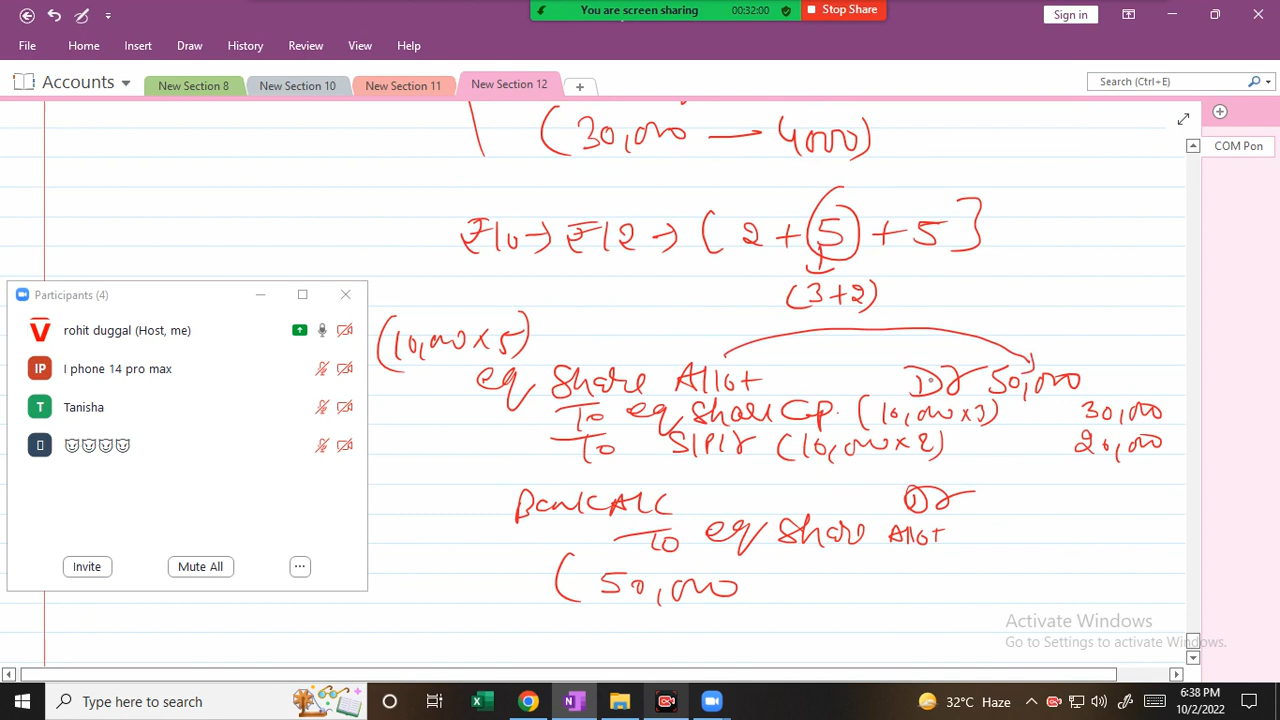 You are screen sharing 00:32:00 Stop Share
Sign in
File Home Insert Draw History Review View Help
Accounts New Section 8 New Section 10 New Section 11 New Section 12 +
Search (Ctrl+E)
COM Pon
(30,000 — 4000)
₹10 → ₹12 → ( 2 + (5) + 5 ]
(3+2)
(10,000 x 5)
eq Share Allot Dr 50,000
To eq Share Cp. (10,000 x 3) 30,000
To S|P|r (10,000 x 2) 20,000
Bank A/c Dr
To eq Share Allot
( 50,000
Participants (4)
V rohit duggal (Host, me)
IP I phone 14 pro max
T Tanisha
Invite Mute All ...
Activate Windows
Go to Settings to activate Windows.
Type here to search
32°C Haze
6:38 PM
10/2/2022